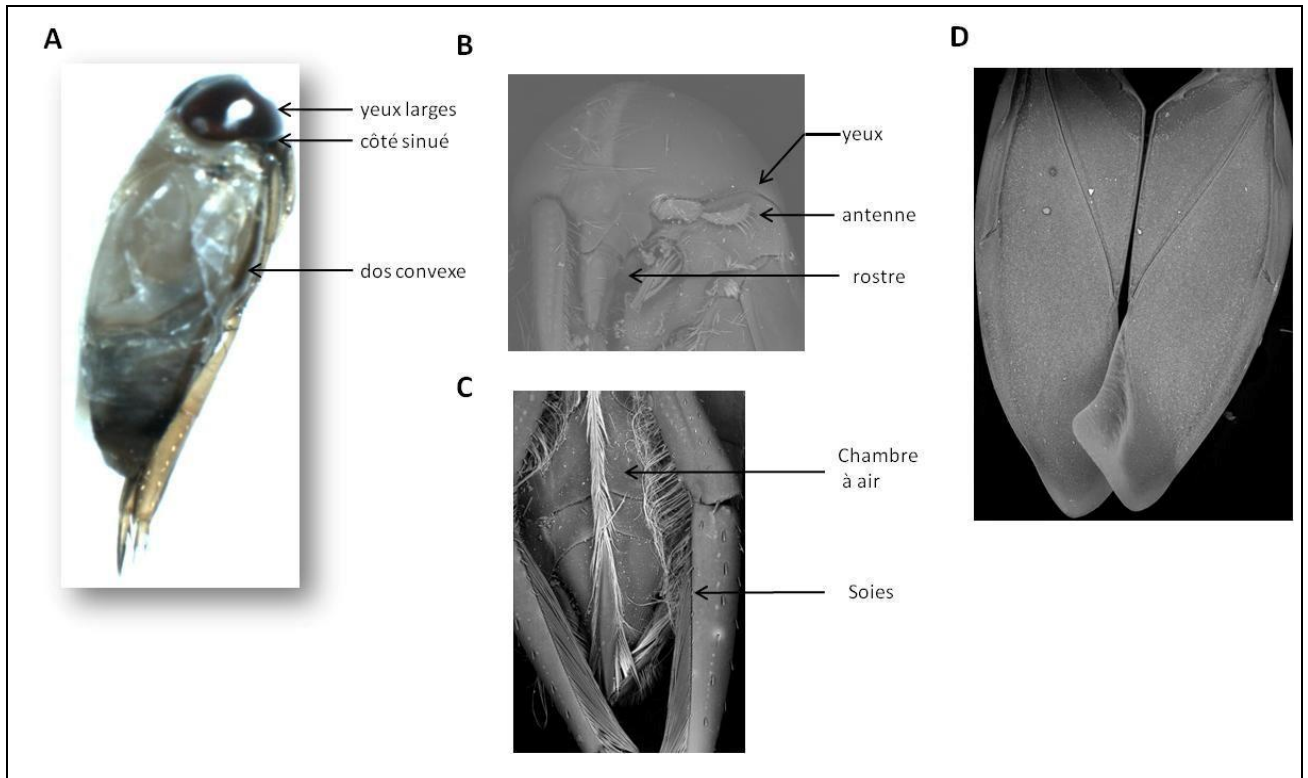 A
yeux larges
côté sinué
dos convexe
B
yeux
antenne
rostre
C
Chambre
à air
Soies
D